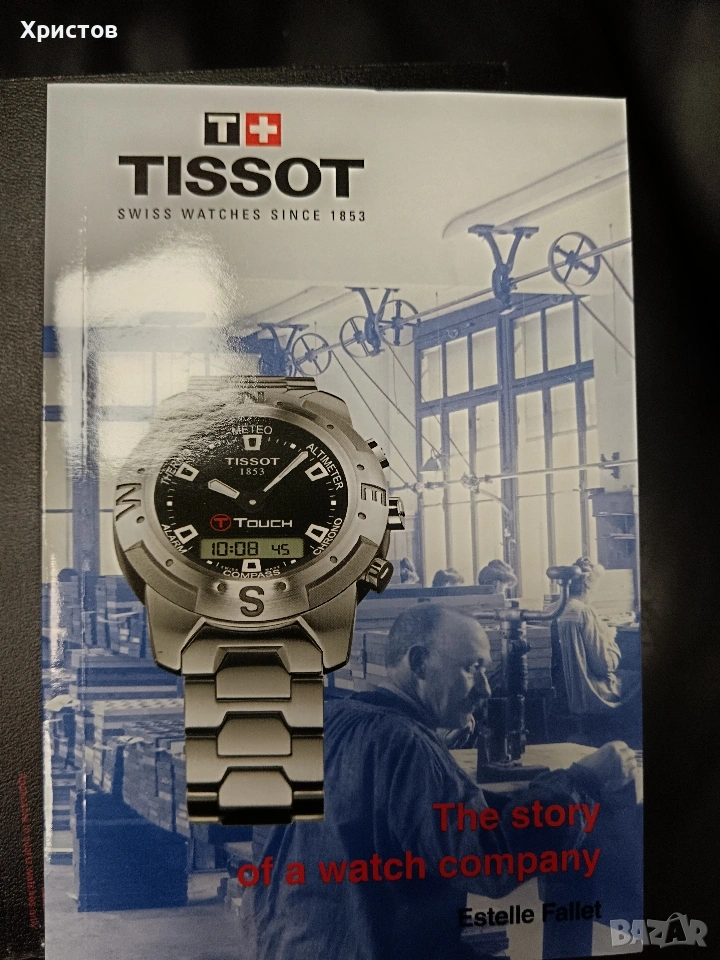 Христов
T+
TISSOT
SWISS WATCHES SINCE 1853
N
METEO
ALTIMETER
TISSOT
1853
E
T TOUCH
CHRONO
ALARM
10:08 45
COMPASS
S
The story
of a watch company
Estelle Fallet
BAZAR